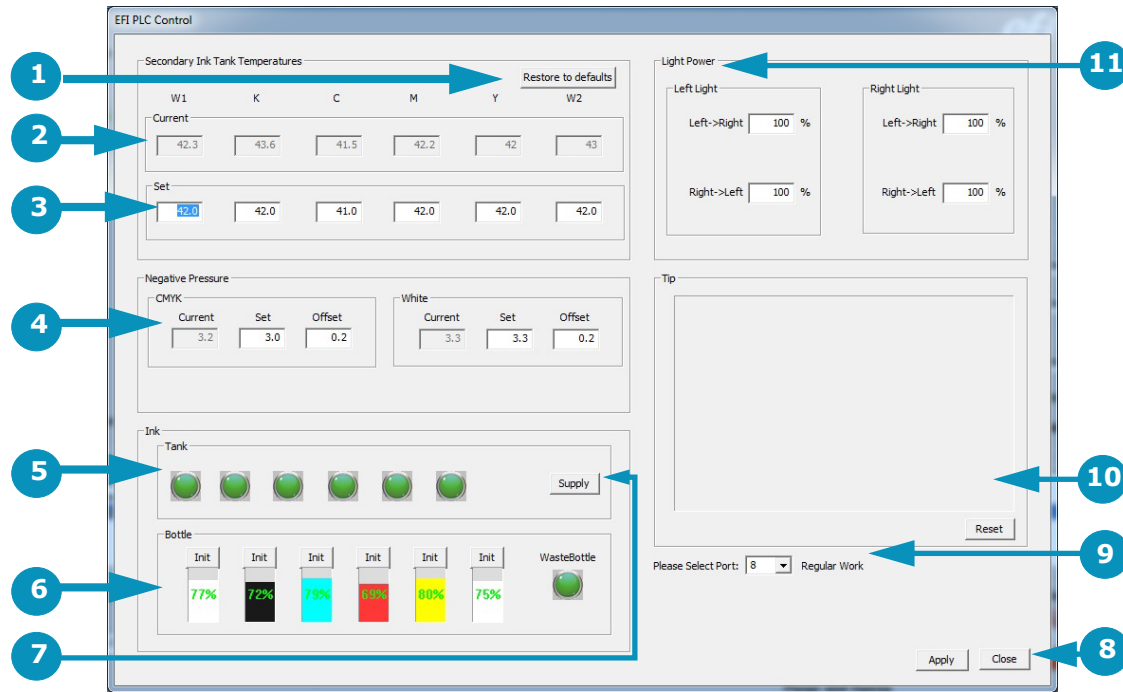 EFI PLC Control
1
Secondary Ink Tank Temperatures
Restore to defaults
W1 K C M Y W2
2
Current
42.3 43.6 41.5 42.2 42 43
3
Set
42.0 42.0 41.0 42.0 42.0 42.0
4
Negative Pressure
CMYK
Current Set Offset
3.2 3.0 0.2
White
Current Set Offset
3.3 3.3 0.2
Ink
5
Tank
Supply
6
Bottle
Init Init Init Init Init Init WasteBottle
77% 72% 79% 69% 80% 75%
7
11
Light Power
Left Light
Left->Right 100 %
Right->Left 100 %
Right Light
Left->Right 100 %
Right->Left 100 %
Tip
10
Reset
9
Please Select Port: 8 Regular Work
8
Apply Close